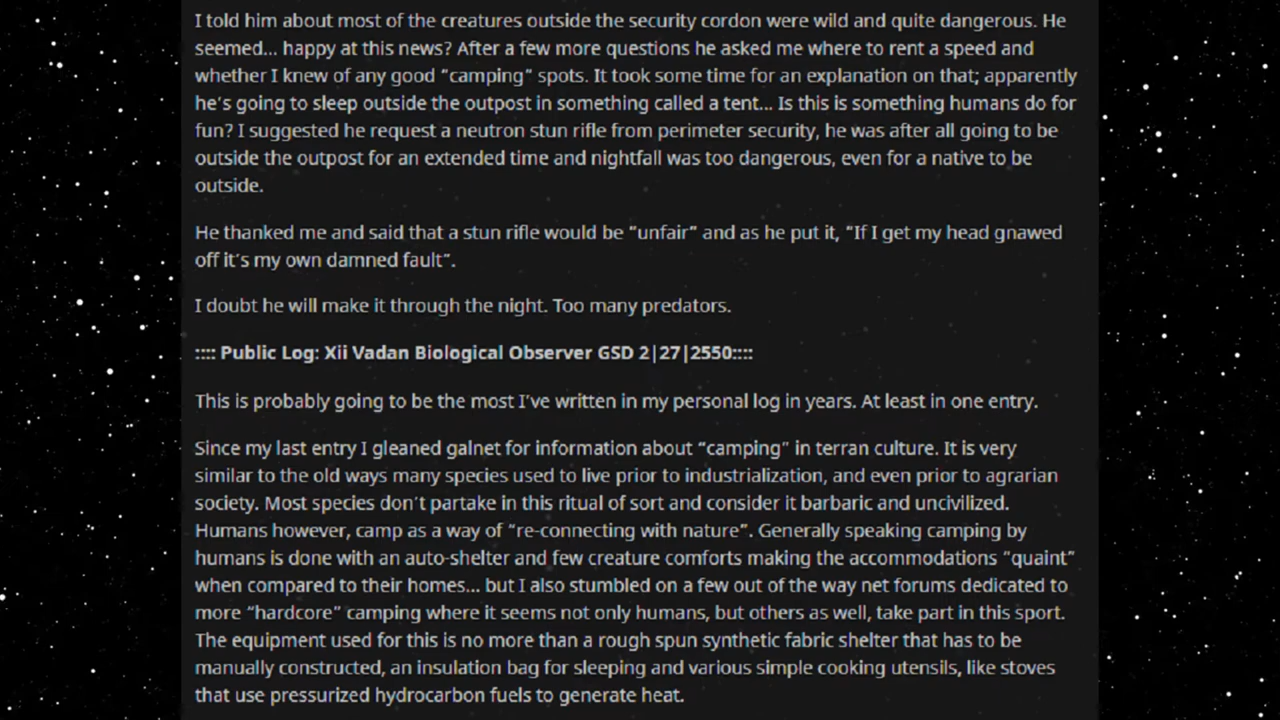 I told him about most of the creatures outside the security cordon were wild and quite dangerous. He
seemed... happy at this news? After a few more questions he asked me where to rent a speed and
whether I knew of any good “camping” spots. It took some time for an explanation on that; apparently
he's going to sleep outside the outpost in something called a tent... Is this is something humans do for
fun? I suggested he request a neutron stun rifle from perimeter security, he was after all going to be
outside the outpost for an extended time and nightfall was too dangerous, even for a native to be
outside.
He thanked me and said that a stun rifle would be “unfair” and as he put it, “If I get my head gnawed
off it's my own damned fault”.
I doubt he will make it through the night. Too many predators.
:::: Public Log: Xii Vadan Biological Observer GSD 2|27|2550::::
This is probably going to be the most I've written in my personal log in years. At least in one entry.
Since my last entry I gleaned galnet for information about “camping” in terran culture. It is very
similar to the old ways many species used to live prior to industrialization, and even prior to agrarian
society. Most species don't partake in this ritual of sort and consider it barbaric and uncivilized.
Humans however, camp as a way of “re-connecting with nature”. Generally speaking camping by
humans is done with an auto-shelter and few creature comforts making the accommodations “quaint”
when compared to their homes... but I also stumbled on a few out of the way net forums dedicated to
more “hardcore” camping where it seems not only humans, but others as well, take part in this sport.
The equipment used for this is no more than a rough spun synthetic fabric shelter that has to be
manually constructed, an insulation bag for sleeping and various simple cooking utensils, like stoves
that use pressurized hydrocarbon fuels to generate heat.